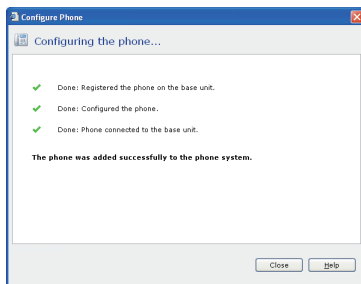 Configure Phone
Configuring the phone...
Done: Registered the phone on the base unit.
Done: Configured the phone.
Done: Phone connected to the base unit.
The phone was added successfully to the phone system.
Close Help